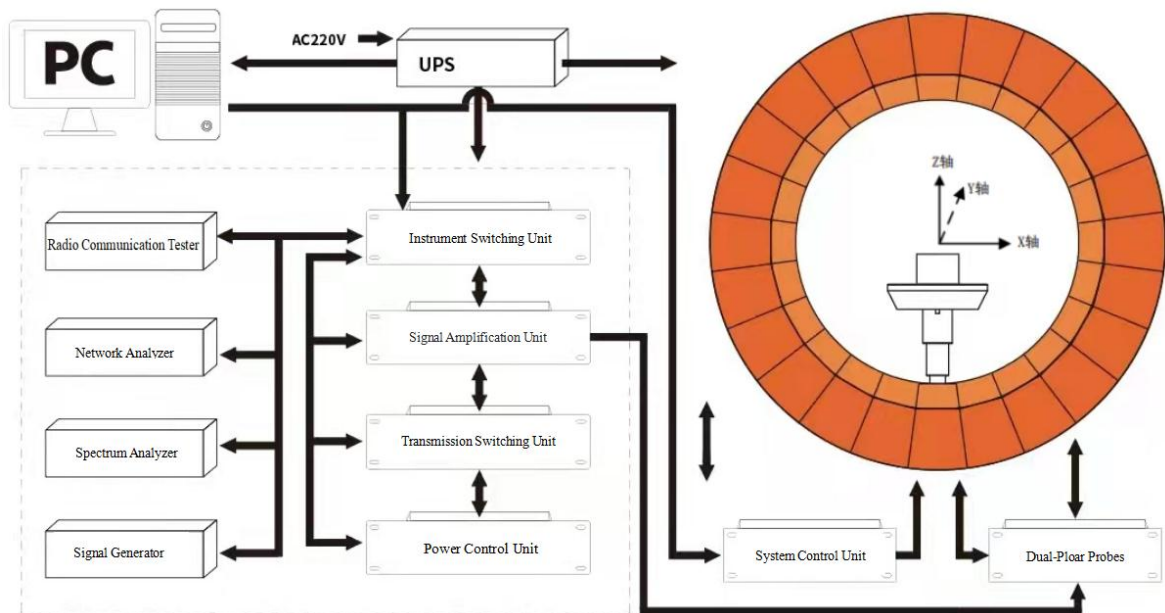 PC
AC220V
UPS
Z轴
Y轴
X轴
Radio Communication Tester
Instrument Switching Unit
Network Analyzer
Signal Amplification Unit
Spectrum Analyzer
Transmission Switching Unit
Signal Generator
Power Control Unit
System Control Unit
Dual-Ploar Probes